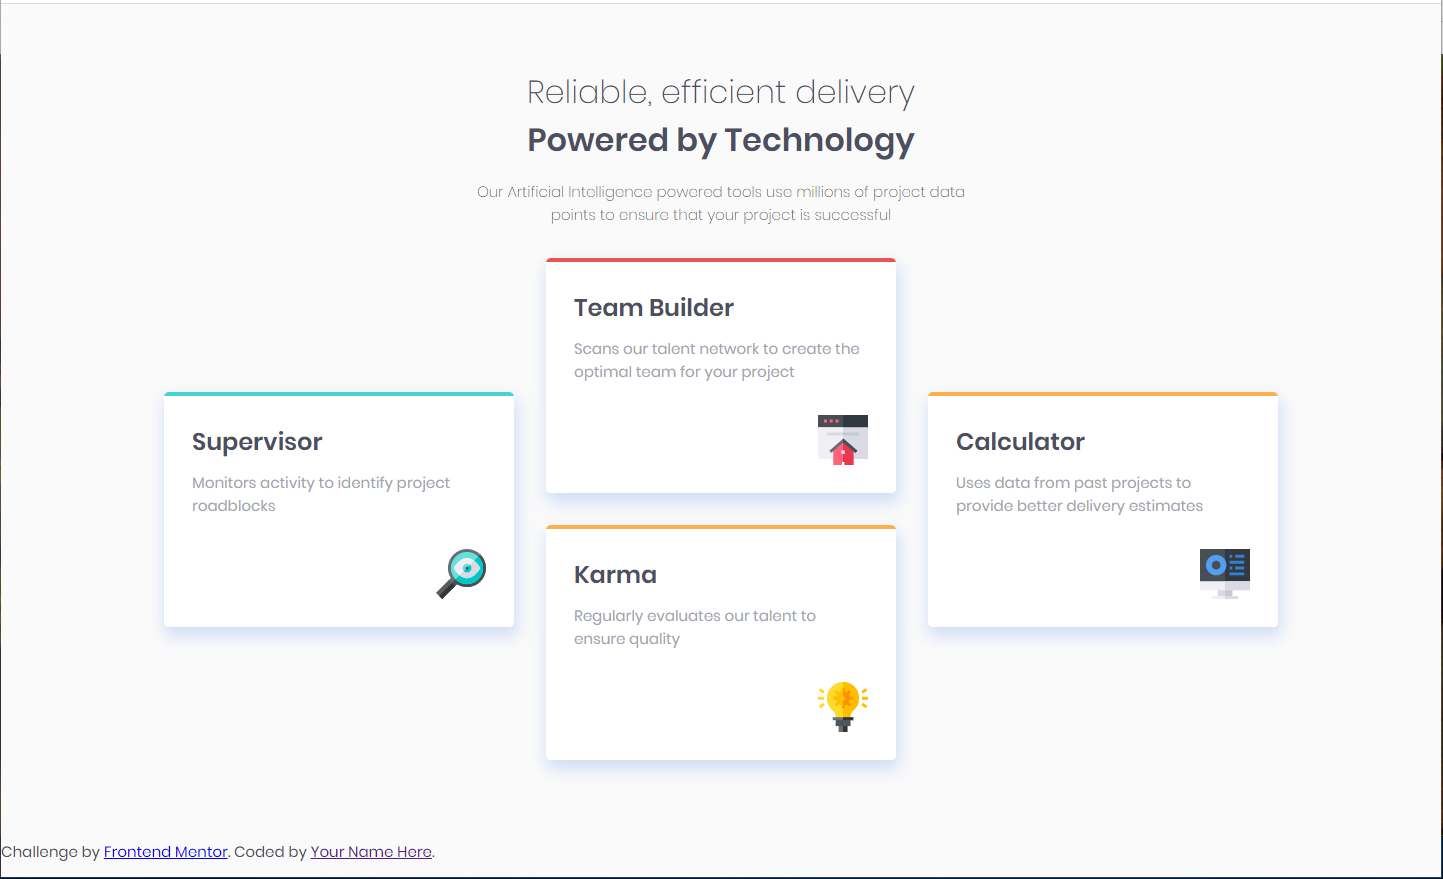 Reliable, efficient delivery
Powered by Technology
Our Artificial Intelligence powered tools use millions of project data
points to ensure that your project is successful
Supervisor
Monitors activity to identify project
roadblocks
Team Builder
Scans our talent network to create the
optimal team for your project
Karma
Regularly evaluates our talent to
ensure quality
Calculator
Uses data from past projects to
provide better delivery estimates
Challenge by Frontend Mentor. Coded by Your Name Here.